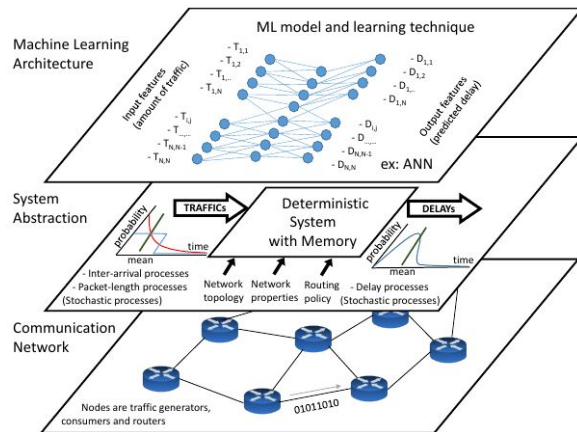 ML model and learning technique
Machine Learning
Architecture
Input features
(amount of traffic)
- T1,1
- T1,2
- T1,..
- T1,N
- Ti,j
- T...,...
- TN,N-1
- TN,N
- D1,1
- D1,2
- D1,..
- D1,N
- Di,j
- D...,...
- DN,N-1
- DN,N
Output features
(predicted delay)
ex: ANN
System
Abstraction
probability
time
mean
TRAFFICs
Deterministic
System
with Memory
DELAYs
probability
time
mean
- Inter-arrival processes
- Packet-length processes
(Stochastic processes)
Network
topology
Network
properties
Routing
policy
- Delay processes
(Stochastic processes)
Communication
Network
01011010
Nodes are traffic generators,
consumers and routers